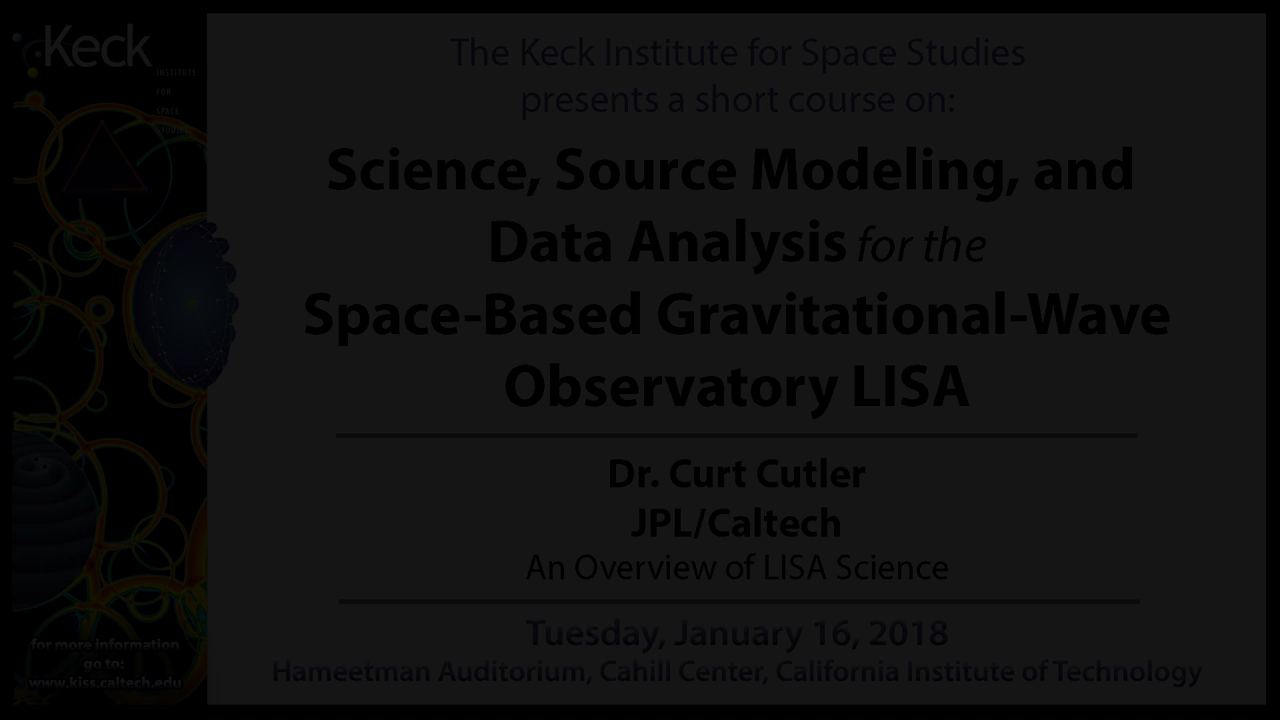 Keck
INSTITUTE
FOR
SPACE
STUDIES
The Keck Institute for Space Studies
presents a short course on:
Science, Source Modeling, and
Data Analysis for the
Space-Based Gravitational-Wave
Observatory LISA
Dr. Curt Cutler
JPL/Caltech
An Overview of LISA Science
Tuesday, January 16, 2018
Hameetman Auditorium, Cahill Center, California Institute of Technology
for more information
go to:
www.kiss.caltech.edu